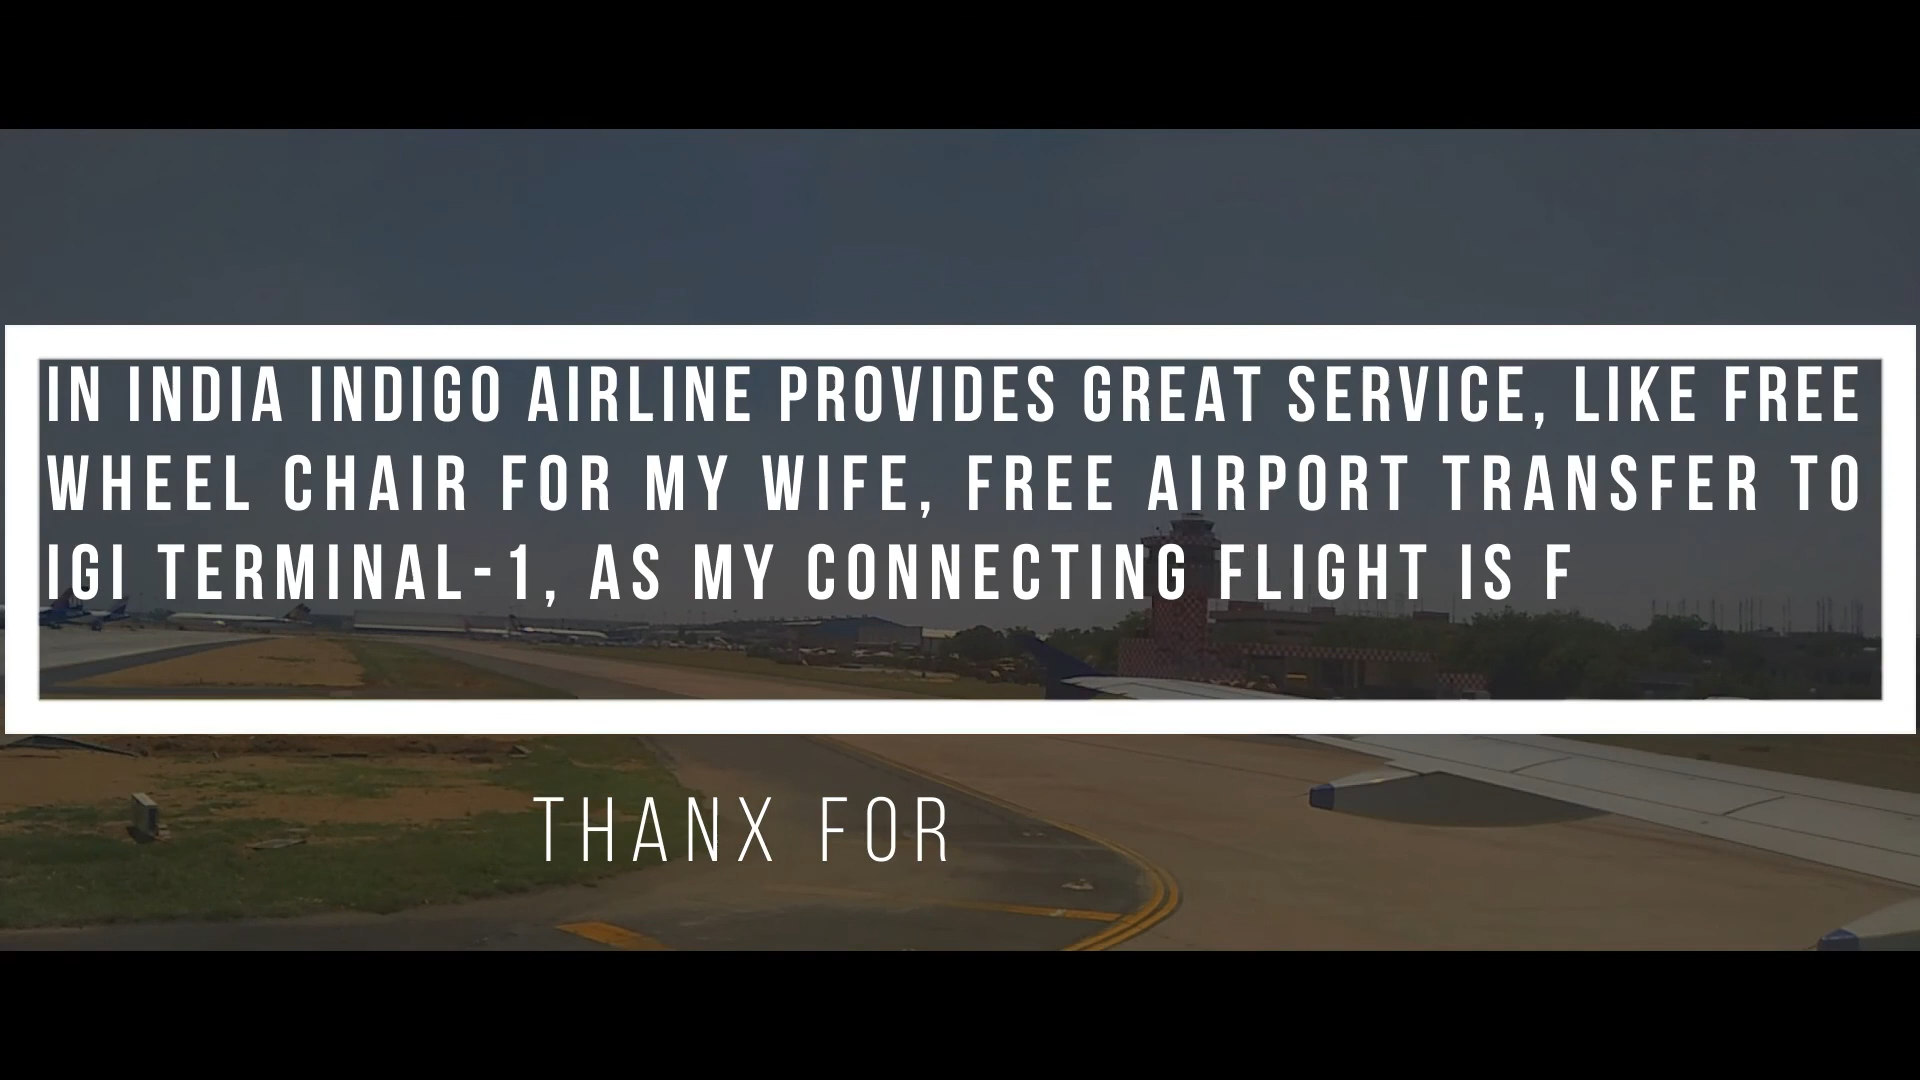 IN INDIA INDIGO AIRLINE PROVIDES GREAT SERVICE, LIKE FREE
WHEEL CHAIR FOR MY WIFE, FREE AIRPORT TRANSFER TO
IGI TERMINAL-1, AS MY CONNECTING FLIGHT IS F
THANX FOR